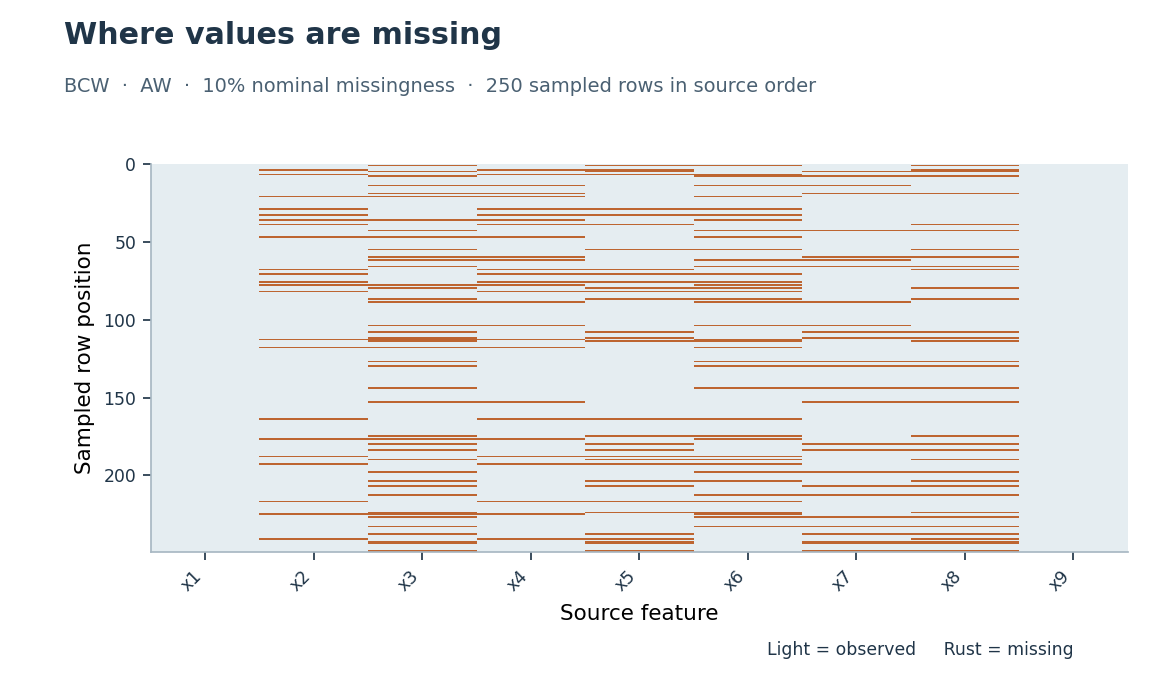 Where values are missing
BCW · AW · 10% nominal missingness · 250 sampled rows in source order
0
50
100
150
200
Sampled row position
x1 x2 x3 x4 x5 x6 x7 x8 x9
Source feature
Light = observed Rust = missing